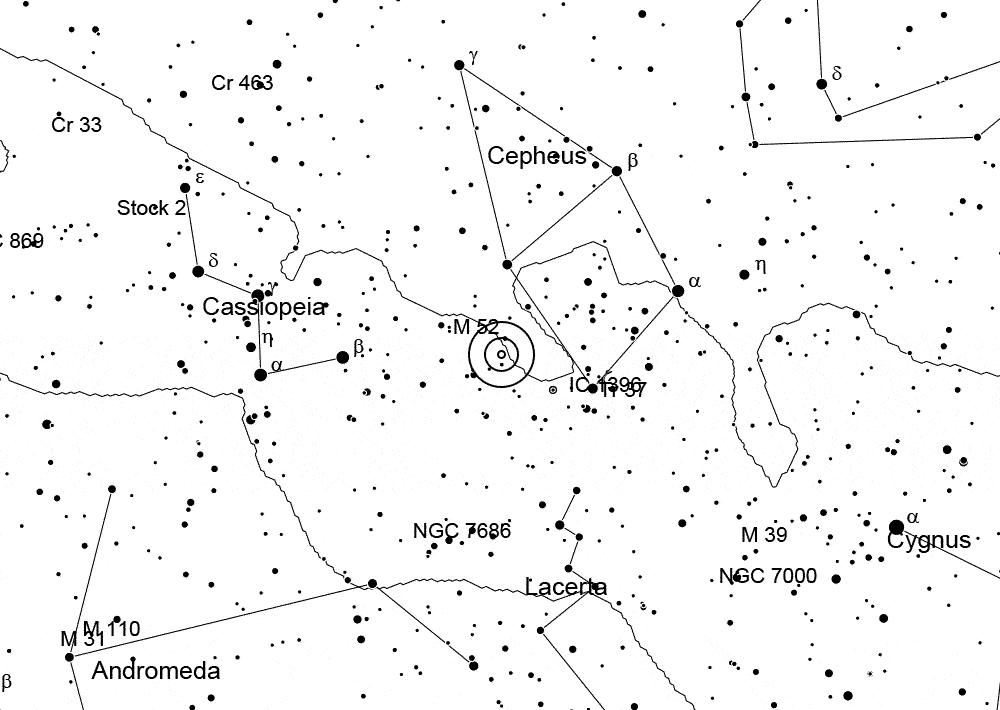 γ
δ
Cr 463
Cr 33
Cepheus
β
ε
Stock 2
C 869
δ
η
α
γ
Cassiopeia
M 52
η
β
α
IC 1396
Tr 37
α
Cygnus
NGC 7686
M 39
NGC 7000
Lacerta
M 110
M 31
Andromeda
β